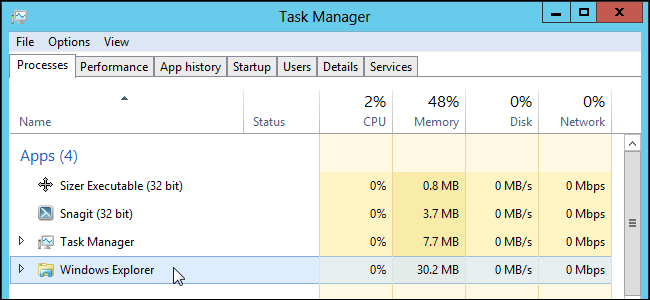 Task Manager
File Options View
Processes Performance App history Startup Users Details Services
2% 48% 0% 0%
Name Status CPU Memory Disk Network
Apps (4)
Sizer Executable (32 bit) 0% 0.8 MB 0 MB/s 0 Mbps
Snagit (32 bit) 0% 3.7 MB 0 MB/s 0 Mbps
Task Manager 0% 7.7 MB 0 MB/s 0 Mbps
Windows Explorer 0% 30.2 MB 0 MB/s 0 Mbps